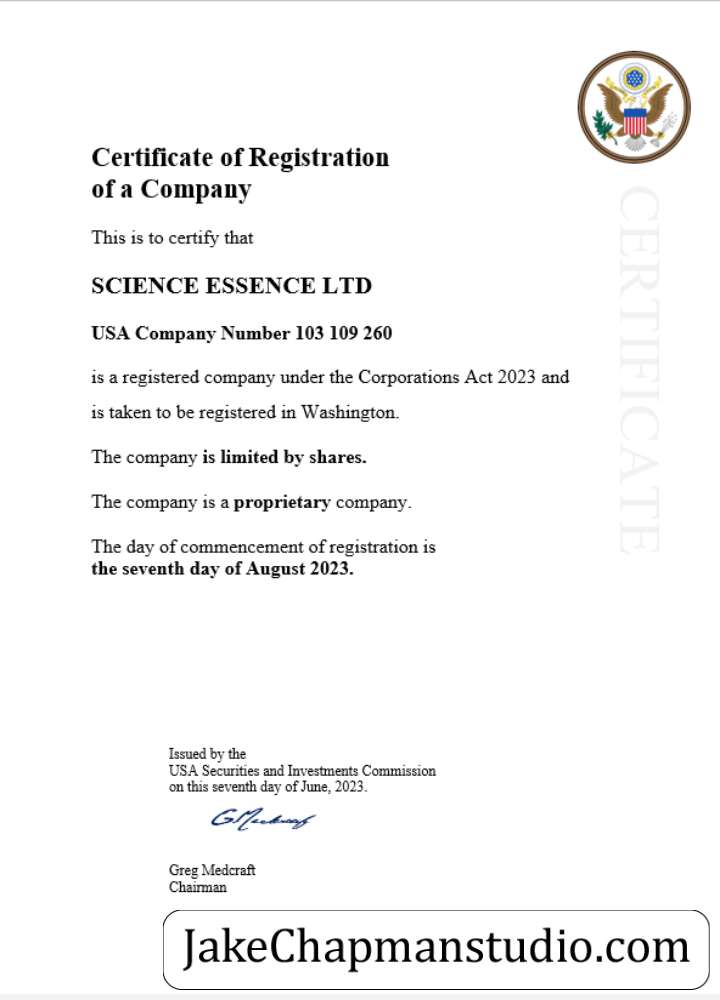 Certificate of Registration
of a Company
This is to certify that
SCIENCE ESSENCE LTD
USA Company Number 103 109 260
is a registered company under the Corporations Act 2023 and
is taken to be registered in Washington.
The company is limited by shares.
The company is a proprietary company.
The day of commencement of registration is
the seventh day of August 2023.
CERTIFICATE
Issued by the
USA Securities and Investments Commission
on this seventh day of June, 2023.
GMedcraft
Greg Medcraft
Chairman
JakeChapmanstudio.com